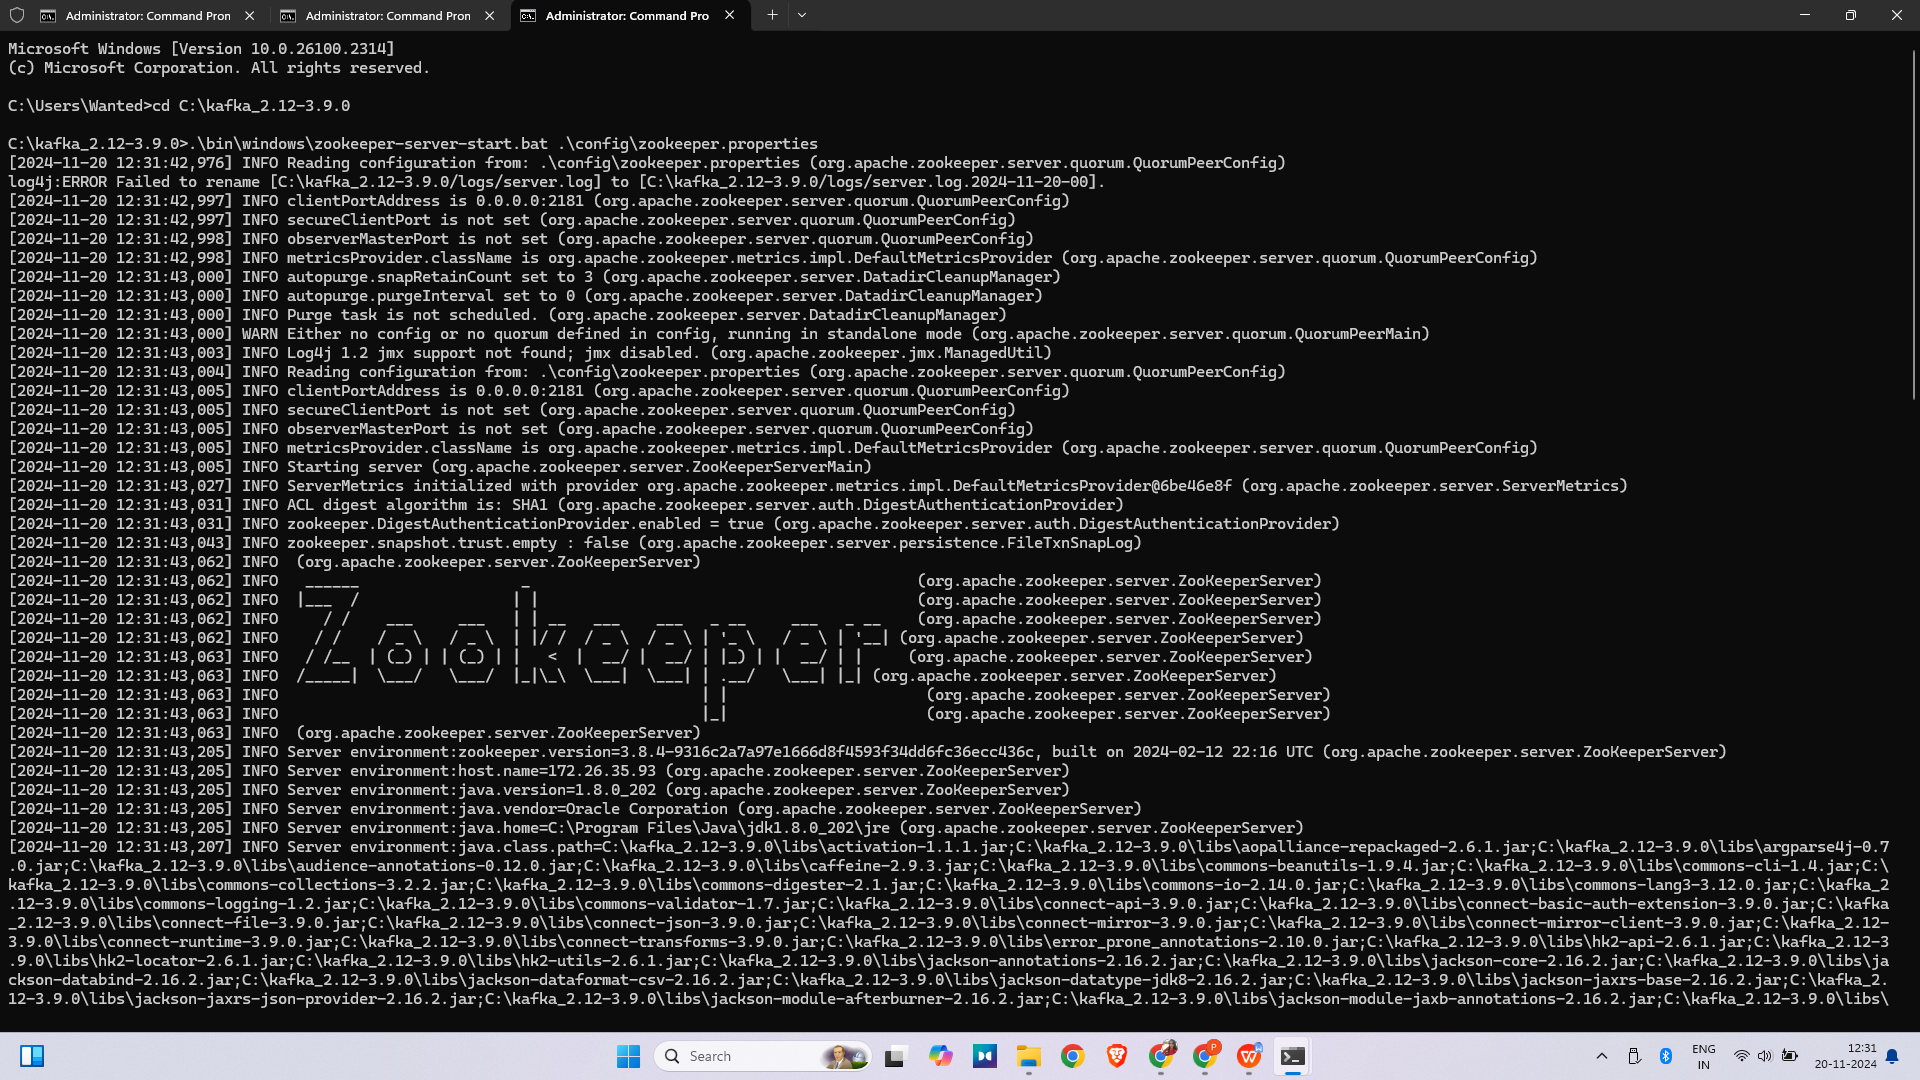 Administrator: Command Pron
Administrator: Command Pron
Administrator: Command Pro
Microsoft Windows [Version 10.0.26100.2314]
(c) Microsoft Corporation. All rights reserved.
C:\Users\Wanted>cd C:\kafka_2.12-3.9.0
C:\kafka_2.12-3.9.0>.\bin\windows\zookeeper-server-start.bat .\config\zookeeper.properties
[2024-11-20 12:31:42,976] INFO Reading configuration from: .\config\zookeeper.properties (org.apache.zookeeper.server.quorum.QuorumPeerConfig)
log4j:ERROR Failed to rename [C:\kafka_2.12-3.9.0/logs/server.log] to [C:\kafka_2.12-3.9.0/logs/server.log.2024-11-20-00].
[2024-11-20 12:31:42,997] INFO clientPortAddress is 0.0.0.0:2181 (org.apache.zookeeper.server.quorum.QuorumPeerConfig)
[2024-11-20 12:31:42,997] INFO secureClientPort is not set (org.apache.zookeeper.server.quorum.QuorumPeerConfig)
[2024-11-20 12:31:42,998] INFO observerMasterPort is not set (org.apache.zookeeper.server.quorum.QuorumPeerConfig)
[2024-11-20 12:31:42,998] INFO metricsProvider.className is org.apache.zookeeper.metrics.impl.DefaultMetricsProvider (org.apache.zookeeper.server.quorum.QuorumPeerConfig)
[2024-11-20 12:31:43,000] INFO autopurge.snapRetainCount set to 3 (org.apache.zookeeper.server.DatadirCleanupManager)
[2024-11-20 12:31:43,000] INFO autopurge.purgeInterval set to 0 (org.apache.zookeeper.server.DatadirCleanupManager)
[2024-11-20 12:31:43,000] INFO Purge task is not scheduled. (org.apache.zookeeper.server.DatadirCleanupManager)
[2024-11-20 12:31:43,000] WARN Either no config or no quorum defined in config, running in standalone mode (org.apache.zookeeper.server.quorum.QuorumPeerMain)
[2024-11-20 12:31:43,003] INFO Log4j 1.2 jmx support not found; jmx disabled. (org.apache.zookeeper.jmx.ManagedUtil)
[2024-11-20 12:31:43,004] INFO Reading configuration from: .\config\zookeeper.properties (org.apache.zookeeper.server.quorum.QuorumPeerConfig)
[2024-11-20 12:31:43,005] INFO clientPortAddress is 0.0.0.0:2181 (org.apache.zookeeper.server.quorum.QuorumPeerConfig)
[2024-11-20 12:31:43,005] INFO secureClientPort is not set (org.apache.zookeeper.server.quorum.QuorumPeerConfig)
[2024-11-20 12:31:43,005] INFO observerMasterPort is not set (org.apache.zookeeper.server.quorum.QuorumPeerConfig)
[2024-11-20 12:31:43,005] INFO metricsProvider.className is org.apache.zookeeper.metrics.impl.DefaultMetricsProvider (org.apache.zookeeper.server.quorum.QuorumPeerConfig)
[2024-11-20 12:31:43,005] INFO Starting server (org.apache.zookeeper.server.ZooKeeperServerMain)
[2024-11-20 12:31:43,027] INFO ServerMetrics initialized with provider org.apache.zookeeper.metrics.impl.DefaultMetricsProvider@6be46e8f (org.apache.zookeeper.server.ServerMetrics)
[2024-11-20 12:31:43,031] INFO ACL digest algorithm is: SHA1 (org.apache.zookeeper.server.auth.DigestAuthenticationProvider)
[2024-11-20 12:31:43,031] INFO zookeeper.DigestAuthenticationProvider.enabled = true (org.apache.zookeeper.server.auth.DigestAuthenticationProvider)
[2024-11-20 12:31:43,043] INFO zookeeper.snapshot.trust.empty : false (org.apache.zookeeper.server.persistence.FileTxnSnapLog)
[2024-11-20 12:31:43,062] INFO  (org.apache.zookeeper.server.ZooKeeperServer)
[2024-11-20 12:31:43,062] INFO   ______                  _                                           (org.apache.zookeeper.server.ZooKeeperServer)
[2024-11-20 12:31:43,062] INFO  |___  /                 | |                                          (org.apache.zookeeper.server.ZooKeeperServer)
[2024-11-20 12:31:43,062] INFO     / /    ___     ___   | | __   ___    ___   _ __     ___   _ __    (org.apache.zookeeper.server.ZooKeeperServer)
[2024-11-20 12:31:43,062] INFO    / /    / _ \   / _ \  | |/ /  / _ \  / _ \ | '_ \   / _ \ | '__| (org.apache.zookeeper.server.ZooKeeperServer)
[2024-11-20 12:31:43,063] INFO   / /__  | (_) | | (_) | |   <  |  __/ |  __/ | |_) | |  __/ | |     (org.apache.zookeeper.server.ZooKeeperServer)
[2024-11-20 12:31:43,063] INFO  /_____|  \___/   \___/  |_|\_\  \___|  \___| | .__/   \___| |_| (org.apache.zookeeper.server.ZooKeeperServer)
[2024-11-20 12:31:43,063] INFO                                               | |                      (org.apache.zookeeper.server.ZooKeeperServer)
[2024-11-20 12:31:43,063] INFO                                               |_|                      (org.apache.zookeeper.server.ZooKeeperServer)
[2024-11-20 12:31:43,063] INFO  (org.apache.zookeeper.server.ZooKeeperServer)
[2024-11-20 12:31:43,205] INFO Server environment:zookeeper.version=3.8.4-9316c2a7a97e1666d8f4593f34dd6fc36ecc436c, built on 2024-02-12 22:16 UTC (org.apache.zookeeper.server.ZooKeeperServer)
[2024-11-20 12:31:43,205] INFO Server environment:host.name=172.26.35.93 (org.apache.zookeeper.server.ZooKeeperServer)
[2024-11-20 12:31:43,205] INFO Server environment:java.version=1.8.0_202 (org.apache.zookeeper.server.ZooKeeperServer)
[2024-11-20 12:31:43,205] INFO Server environment:java.vendor=Oracle Corporation (org.apache.zookeeper.server.ZooKeeperServer)
[2024-11-20 12:31:43,205] INFO Server environment:java.home=C:\Program Files\Java\jdk1.8.0_202\jre (org.apache.zookeeper.server.ZooKeeperServer)
[2024-11-20 12:31:43,207] INFO Server environment:java.class.path=C:\kafka_2.12-3.9.0\libs\activation-1.1.1.jar;C:\kafka_2.12-3.9.0\libs\aopalliance-repackaged-2.6.1.jar;C:\kafka_2.12-3.9.0\libs\argparse4j-0.7
.0.jar;C:\kafka_2.12-3.9.0\libs\audience-annotations-0.12.0.jar;C:\kafka_2.12-3.9.0\libs\caffeine-2.9.3.jar;C:\kafka_2.12-3.9.0\libs\commons-beanutils-1.9.4.jar;C:\kafka_2.12-3.9.0\libs\commons-cli-1.4.jar;C:\
kafka_2.12-3.9.0\libs\commons-collections-3.2.2.jar;C:\kafka_2.12-3.9.0\libs\commons-digester-2.1.jar;C:\kafka_2.12-3.9.0\libs\commons-io-2.14.0.jar;C:\kafka_2.12-3.9.0\libs\commons-lang3-3.12.0.jar;C:\kafka_2
.12-3.9.0\libs\commons-logging-1.2.jar;C:\kafka_2.12-3.9.0\libs\commons-validator-1.7.jar;C:\kafka_2.12-3.9.0\libs\connect-api-3.9.0.jar;C:\kafka_2.12-3.9.0\libs\connect-basic-auth-extension-3.9.0.jar;C:\kafka
_2.12-3.9.0\libs\connect-file-3.9.0.jar;C:\kafka_2.12-3.9.0\libs\connect-json-3.9.0.jar;C:\kafka_2.12-3.9.0\libs\connect-mirror-3.9.0.jar;C:\kafka_2.12-3.9.0\libs\connect-mirror-client-3.9.0.jar;C:\kafka_2.12-
3.9.0\libs\connect-runtime-3.9.0.jar;C:\kafka_2.12-3.9.0\libs\connect-transforms-3.9.0.jar;C:\kafka_2.12-3.9.0\libs\error_prone_annotations-2.10.0.jar;C:\kafka_2.12-3.9.0\libs\hk2-api-2.6.1.jar;C:\kafka_2.12-3
.9.0\libs\hk2-locator-2.6.1.jar;C:\kafka_2.12-3.9.0\libs\hk2-utils-2.6.1.jar;C:\kafka_2.12-3.9.0\libs\jackson-annotations-2.16.2.jar;C:\kafka_2.12-3.9.0\libs\jackson-core-2.16.2.jar;C:\kafka_2.12-3.9.0\libs\ja
ckson-databind-2.16.2.jar;C:\kafka_2.12-3.9.0\libs\jackson-dataformat-csv-2.16.2.jar;C:\kafka_2.12-3.9.0\libs\jackson-datatype-jdk8-2.16.2.jar;C:\kafka_2.12-3.9.0\libs\jackson-jaxrs-base-2.16.2.jar;C:\kafka_2.
12-3.9.0\libs\jackson-jaxrs-json-provider-2.16.2.jar;C:\kafka_2.12-3.9.0\libs\jackson-module-afterburner-2.16.2.jar;C:\kafka_2.12-3.9.0\libs\jackson-module-jaxb-annotations-2.16.2.jar;C:\kafka_2.12-3.9.0\libs\
Search
P
ENG
IN
12:31
20-11-2024